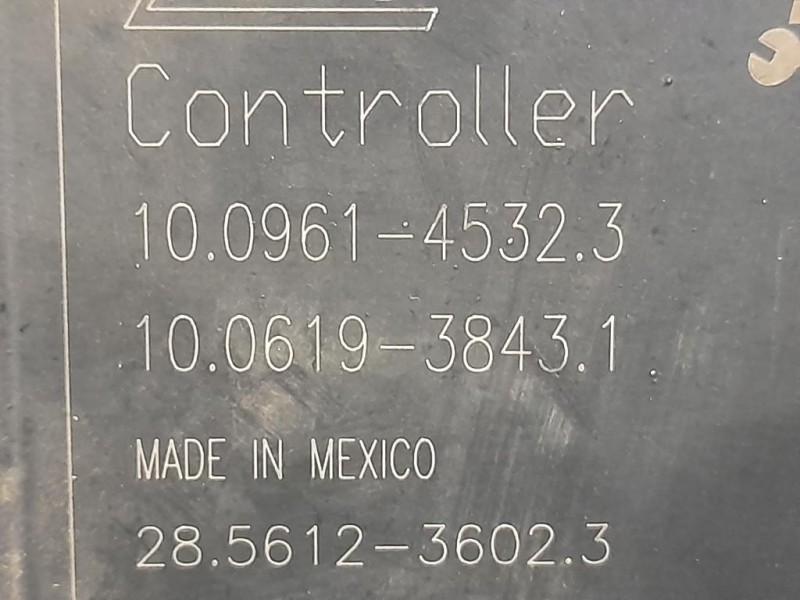 Controller
10.0961-4532.3
10.0619-3843.1
MADE IN MEXICO
28.5612-3602.3